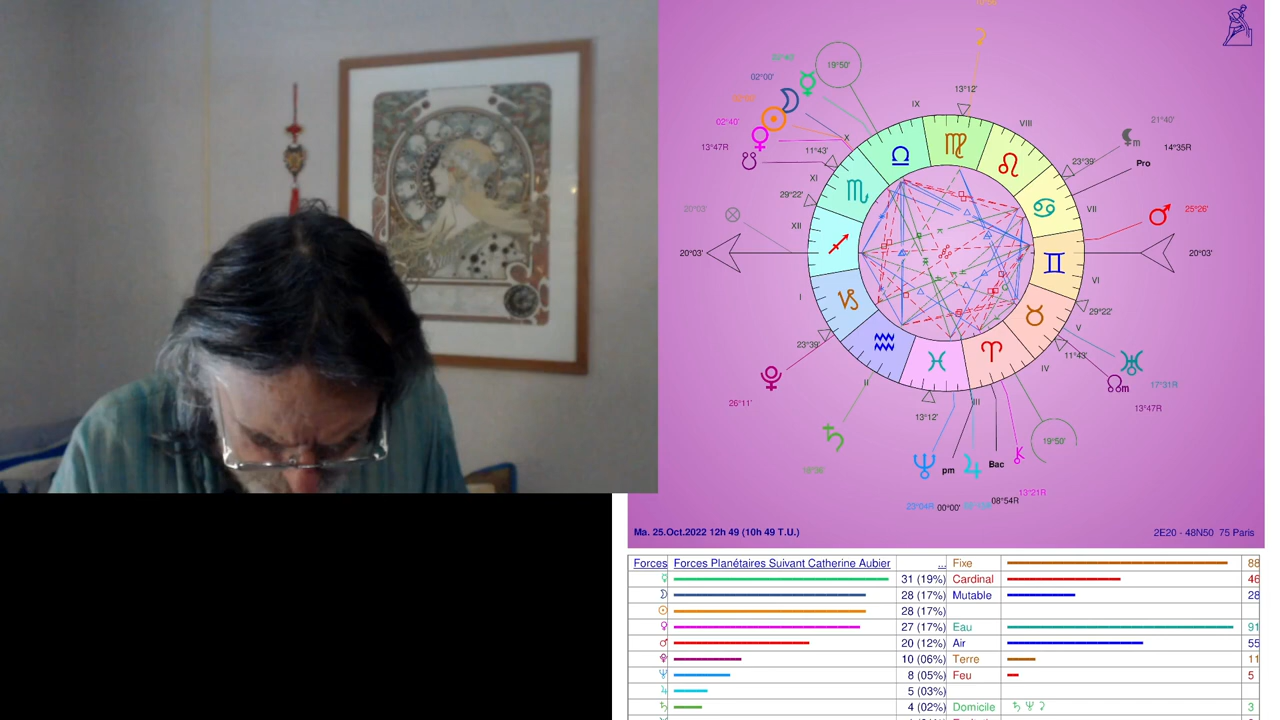 19°50'
02°00'
13°12'
IX
VIII
21°40'
02°40'
X
14°35R
Pro
13°47R
11°43'
23°39'
XI
29°22'
VII
25°26'
20°03'
XII
20°03'
20°03'
I
VI
29°22'
V
23°39'
11°43'
IV
17°31R
II
26°11'
III
13°12'
13°47R
19°50'
pm
Bac
13°21R
23°04R
00°00'
08°54R
Ma. 25.Oct.2022 12h 49 (10h 49 T.U.)
2E20 - 48N50 75 Paris
Forces Forces Planétaires Suivant Catherine Aubier ... Fixe 88
31 (19%) Cardinal 46
28 (17%) Mutable 28
28 (17%)
27 (17%) Eau 91
20 (12%) Air 55
10 (06%) Terre 11
8 (05%) Feu 5
5 (03%)
4 (02%) Domicile 3